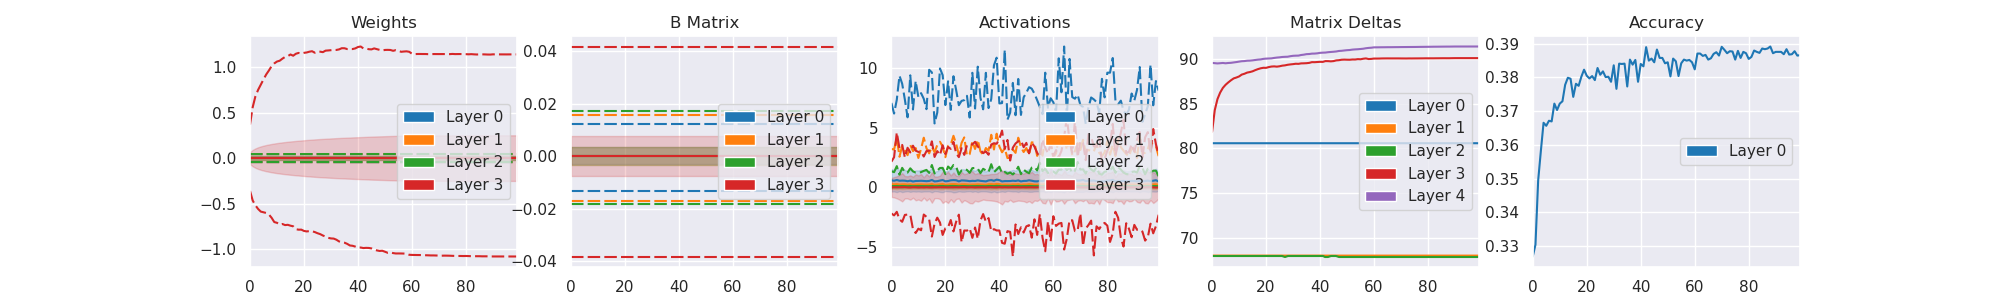 Weights
1.0
0.5
0.0
−0.5
−1.0
0 20 40 60 80
Layer 0
Layer 1
Layer 2
Layer 3
B Matrix
0.04
0.02
0.00
−0.02
−0.04
0 20 40 60 80
Layer 0
Layer 1
Layer 2
Layer 3
Activations
10
5
0
−5
0 20 40 60 80
Layer 0
Layer 1
Layer 2
Layer 3
Matrix Deltas
90
85
80
75
70
0 20 40 60 80
Layer 0
Layer 1
Layer 2
Layer 3
Layer 4
Accuracy
0.39
0.38
0.37
0.36
0.35
0.34
0.33
0 20 40 60 80
Layer 0